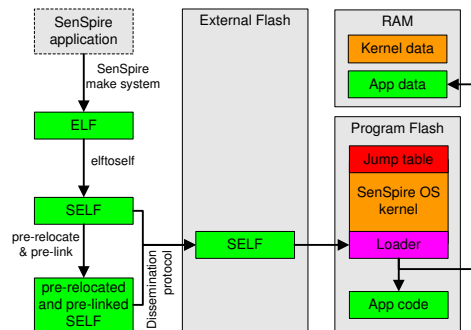 SenSpire
application
SenSpire
make system
ELF
elftoself
SELF
pre-relocate
& pre-link
pre-relocated
and pre-linked
SELF
Dissemination
protocol
External Flash
SELF
RAM
Kernel data
App data
Program Flash
Jump table
SenSpire OS
kernel
Loader
App code